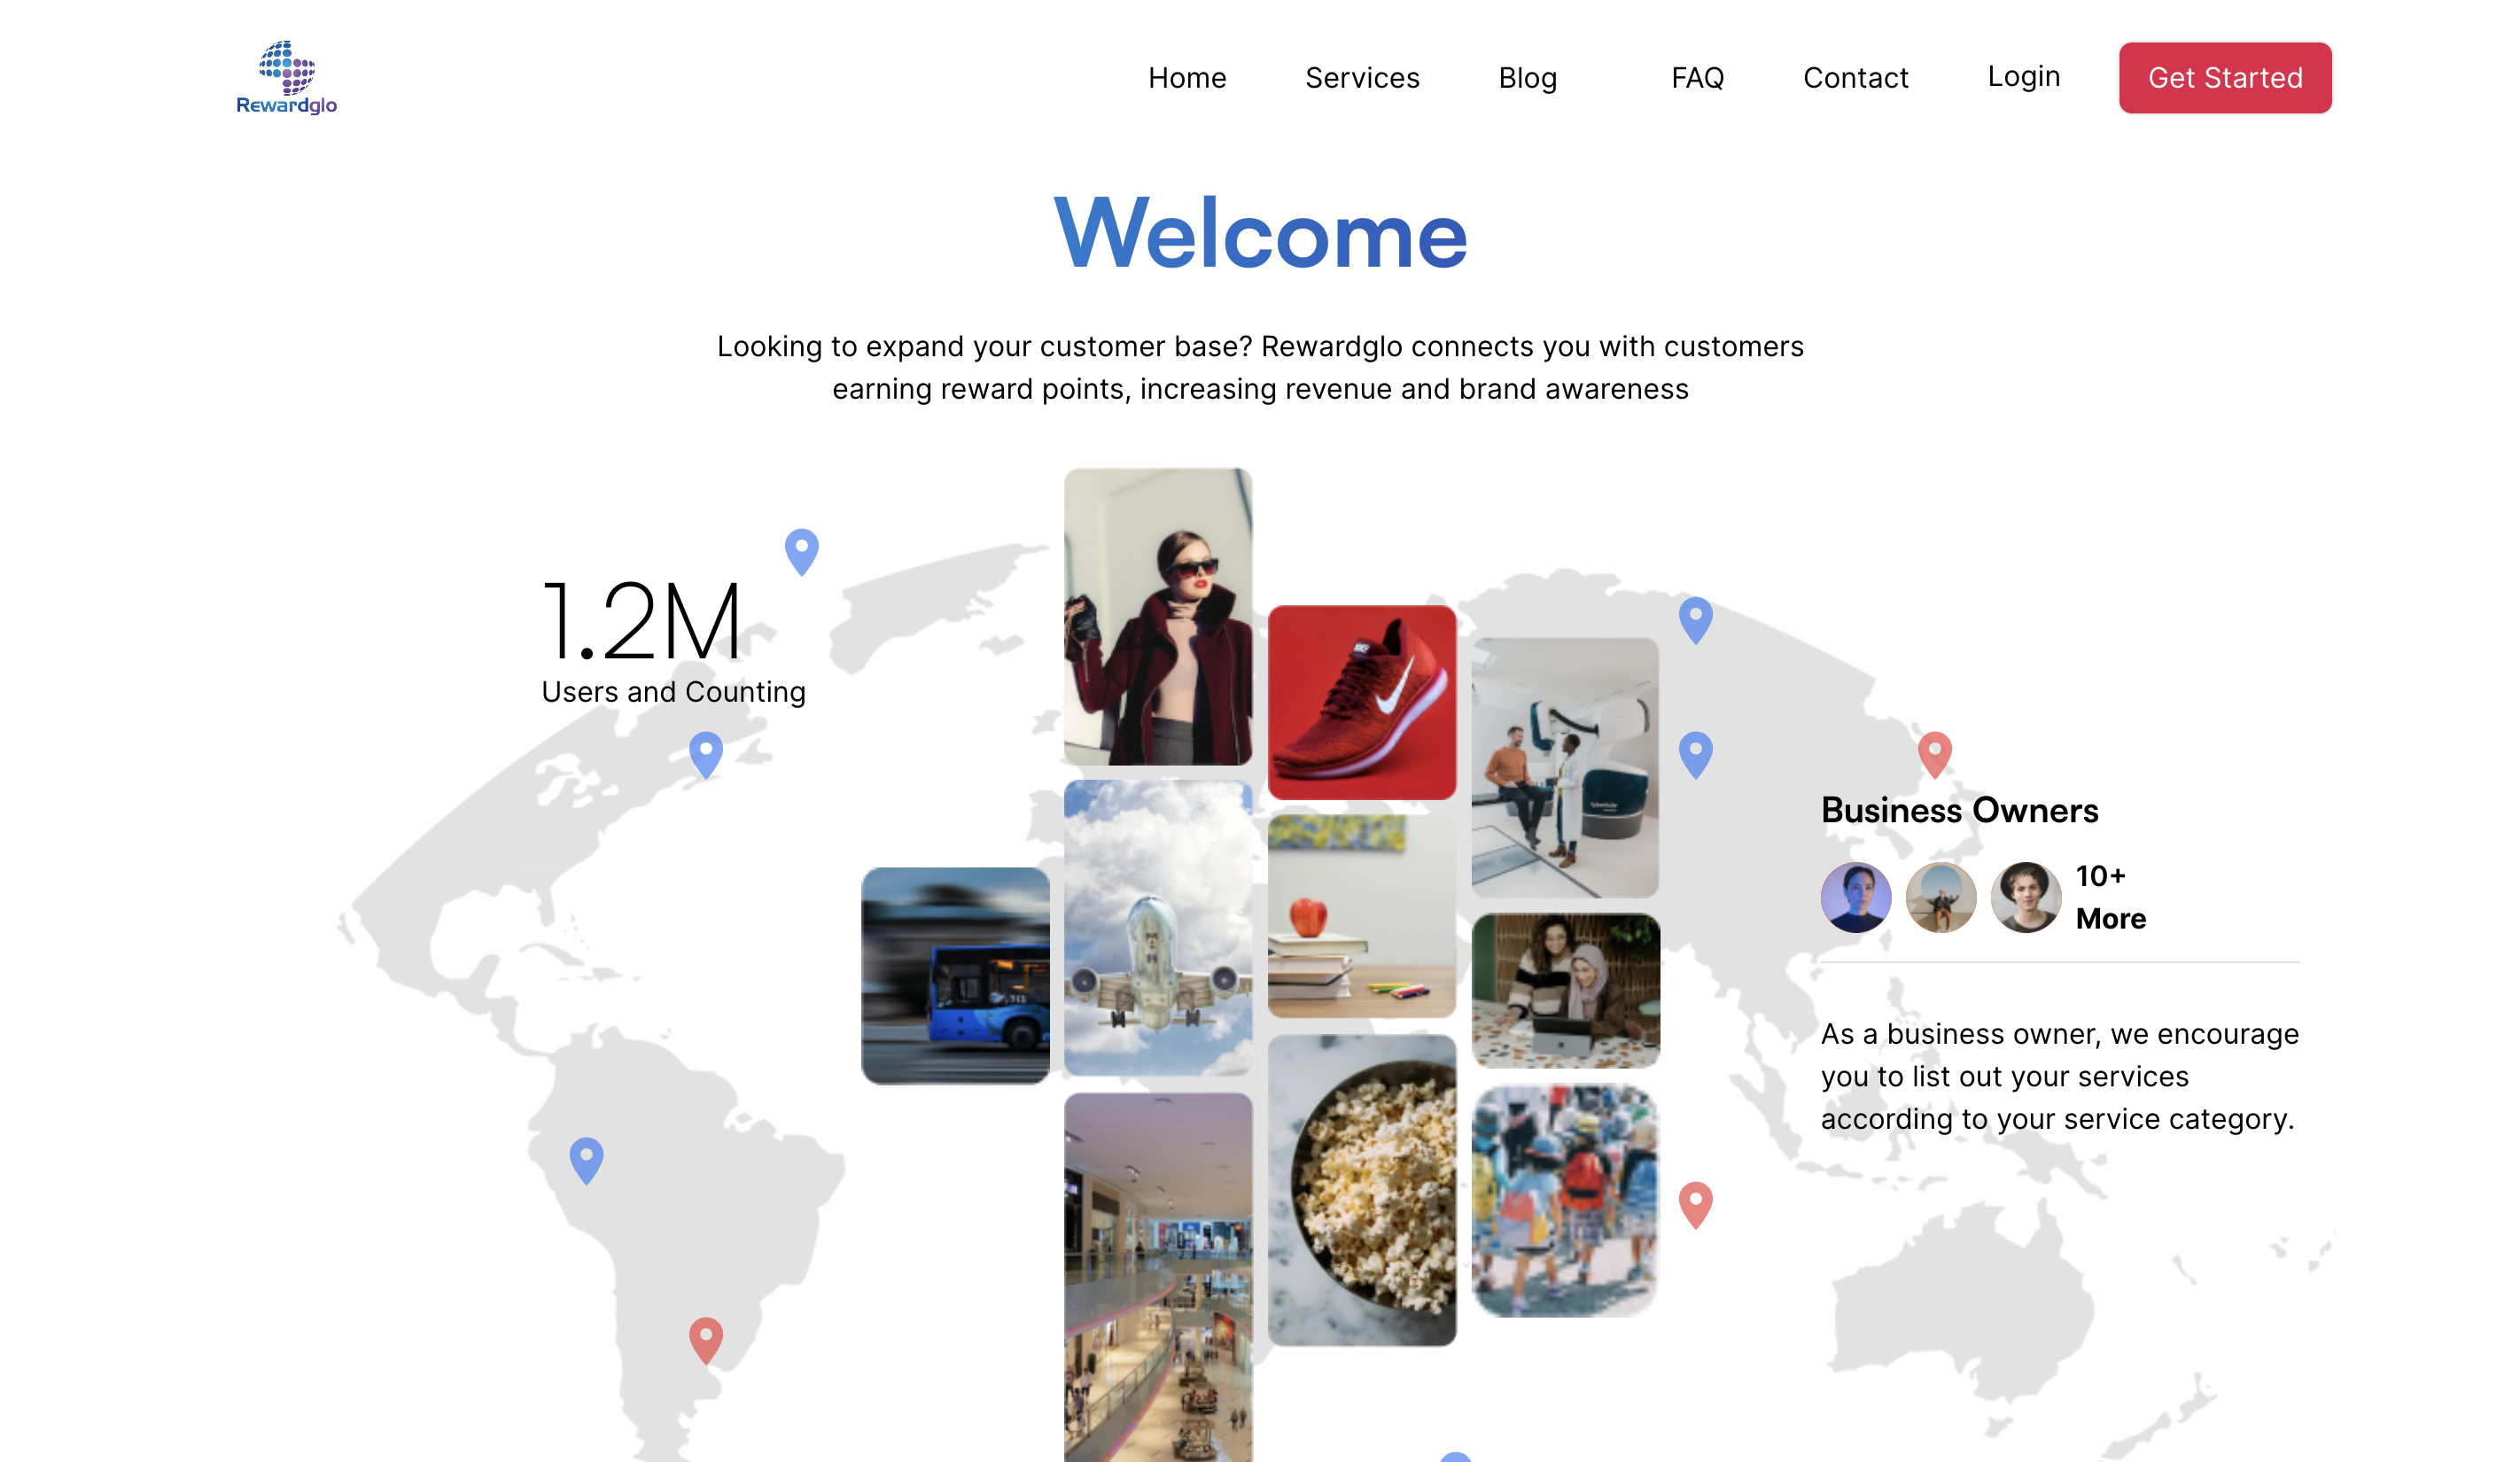 Rewardglo
Home Services Blog FAQ Contact Login Get Started
Welcome
Looking to expand your customer base? Rewardglo connects you with customers
earning reward points, increasing revenue and brand awareness
1.2M
Users and Counting
Business Owners
10+
More
As a business owner, we encourage
you to list out your services
according to your service category.